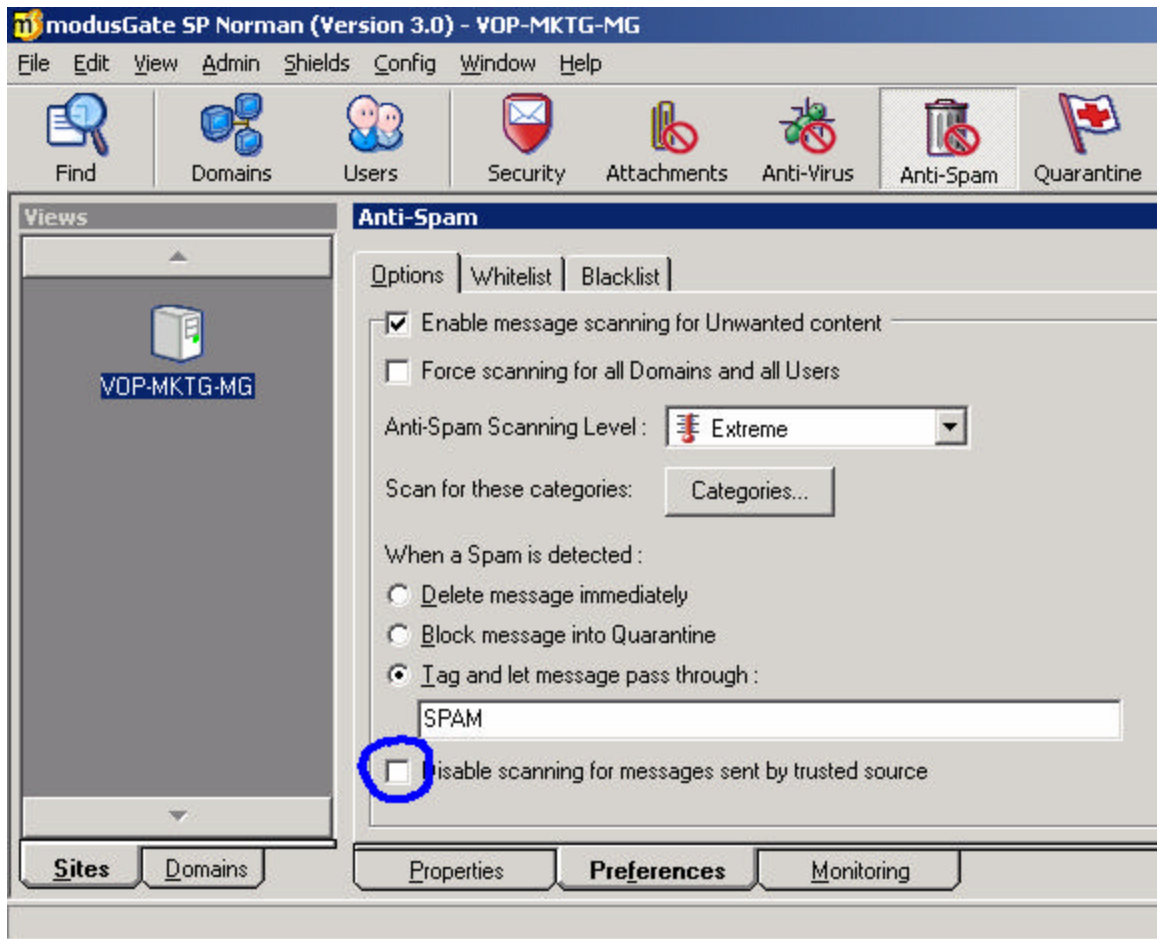 modusGate SP Norman (Version 3.0) - VOP-MKTG-MG
File Edit View Admin Shields Config Window Help
Find Domains Users Security Attachments Anti-Virus Anti-Spam Quarantine
Views
Anti-Spam
Options Whitelist Blacklist
Enable message scanning for Unwanted content
Force scanning for all Domains and all Users
VOP-MKTG-MG
Anti-Spam Scanning Level : Extreme
Scan for these categories: Categories...
When a Spam is detected :
Delete message immediately
Block message into Quarantine
Tag and let message pass through :
SPAM
Disable scanning for messages sent by trusted source
Sites Domains
Properties Preferences Monitoring